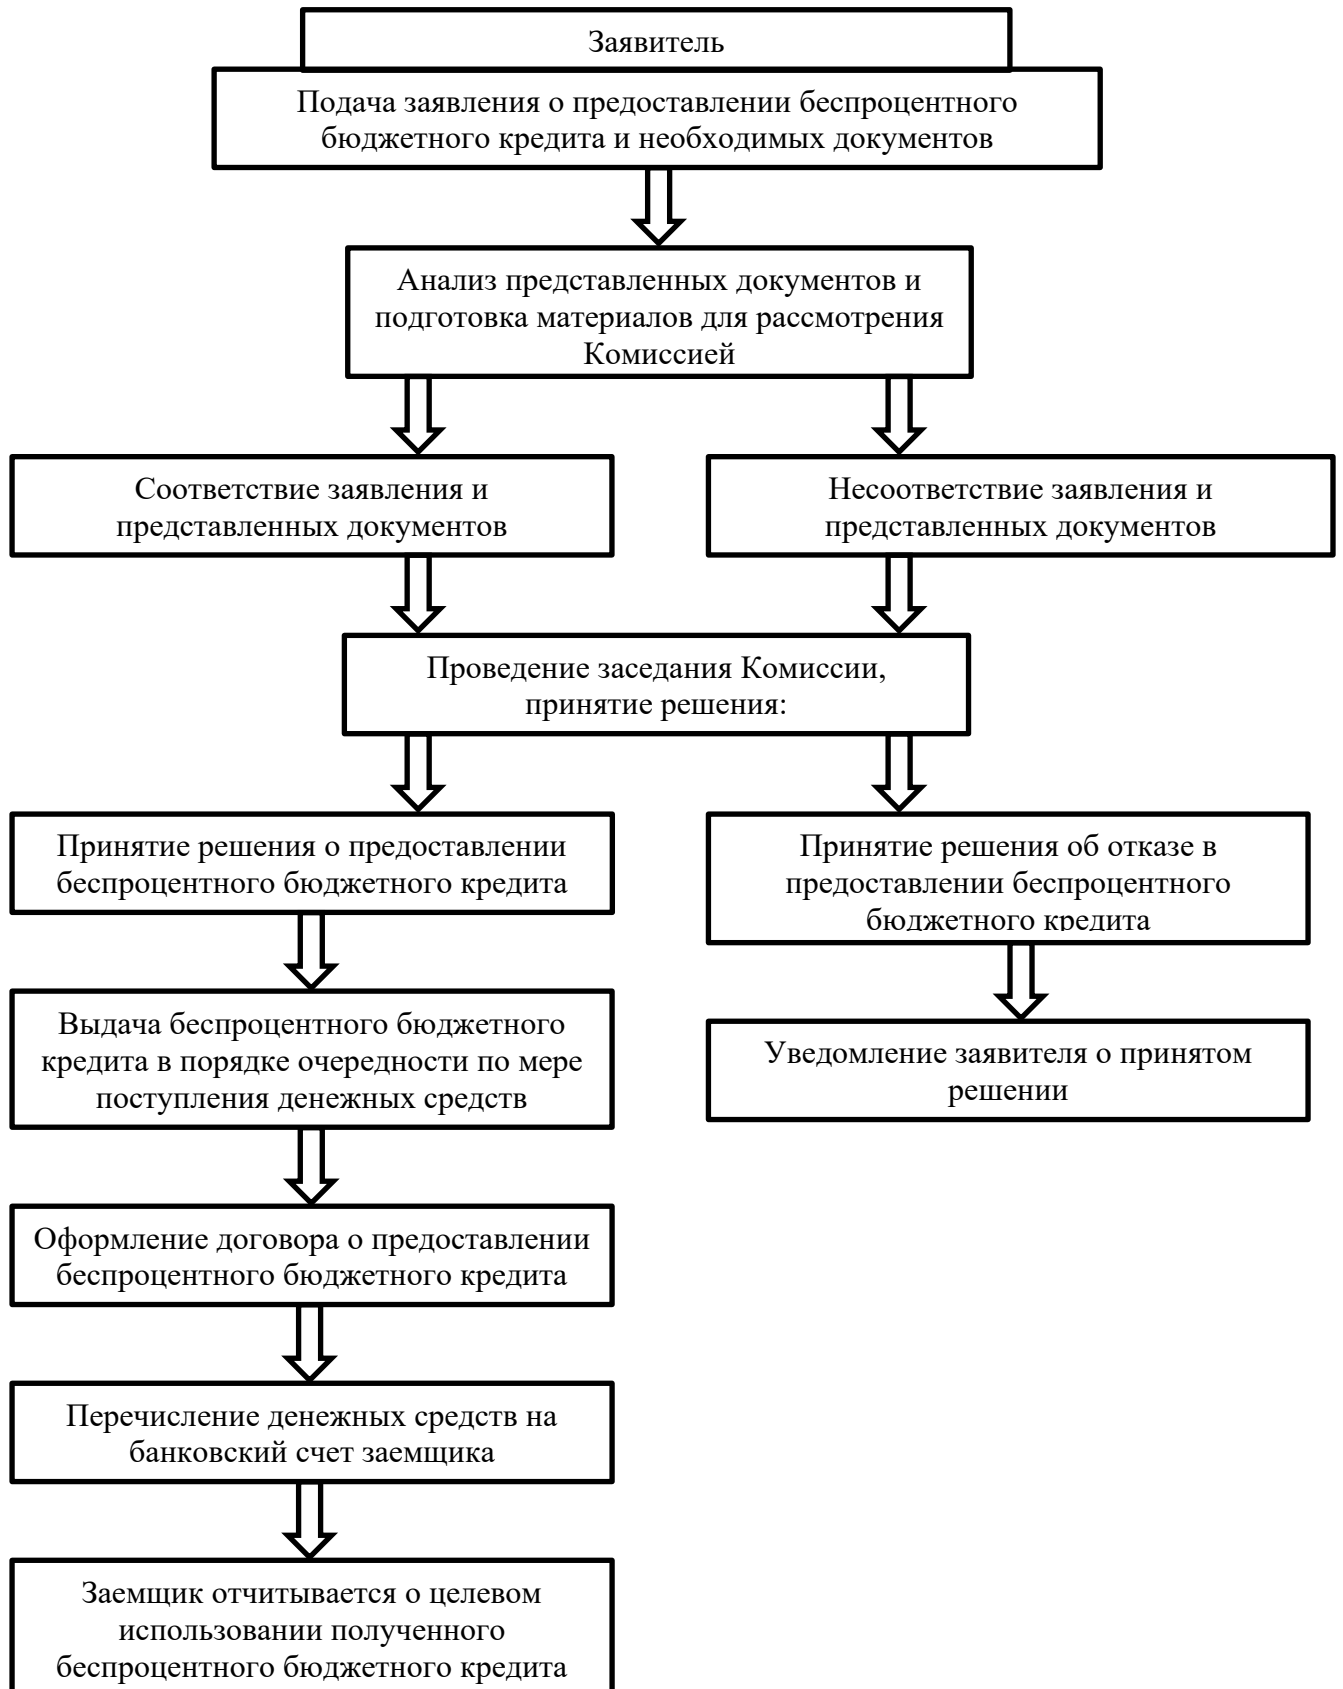 Заявитель
Подача заявления о предоставлении беспроцентного
бюджетного кредита и необходимых документов
Анализ представленных документов и
подготовка материалов для рассмотрения
Комиссией
Соответствие заявления и
представленных документов
Несоответствие заявления и
представленных документов
Проведение заседания Комиссии,
принятие решения:
Принятие решения о предоставлении
беспроцентного бюджетного кредита
Принятие решения об отказе в
предоставлении беспроцентного
бюджетного кредита
Выдача беспроцентного бюджетного
кредита в порядке очередности по мере
поступления денежных средств
Уведомление заявителя о принятом
решении
Оформление договора о предоставлении
беспроцентного бюджетного кредита
Перечисление денежных средств на
банковский счет заемщика
Заемщик отчитывается о целевом
использовании полученного
беспроцентного бюджетного кредита